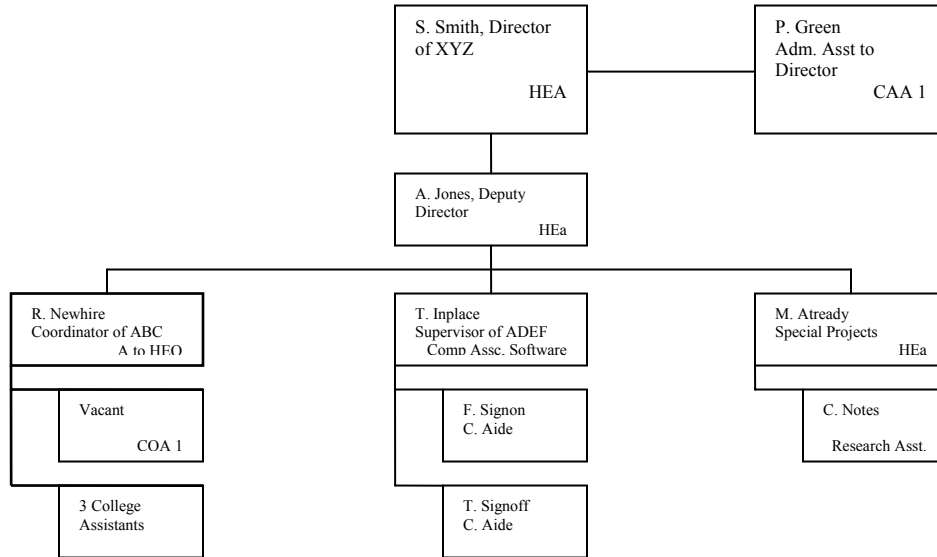 S. Smith, Director
of XYZ
HEA
P. Green
Adm. Asst to
Director
CAA 1
A. Jones, Deputy
Director
HEa
R. Newhire
Coordinator of ABC
A to HEO
T. Inplace
Supervisor of ADEF
Comp Assc. Software
M. Atready
Special Projects
HEa
Vacant
COA 1
F. Signon
C. Aide
C. Notes
Research Asst.
3 College
Assistants
T. Signoff
C. Aide